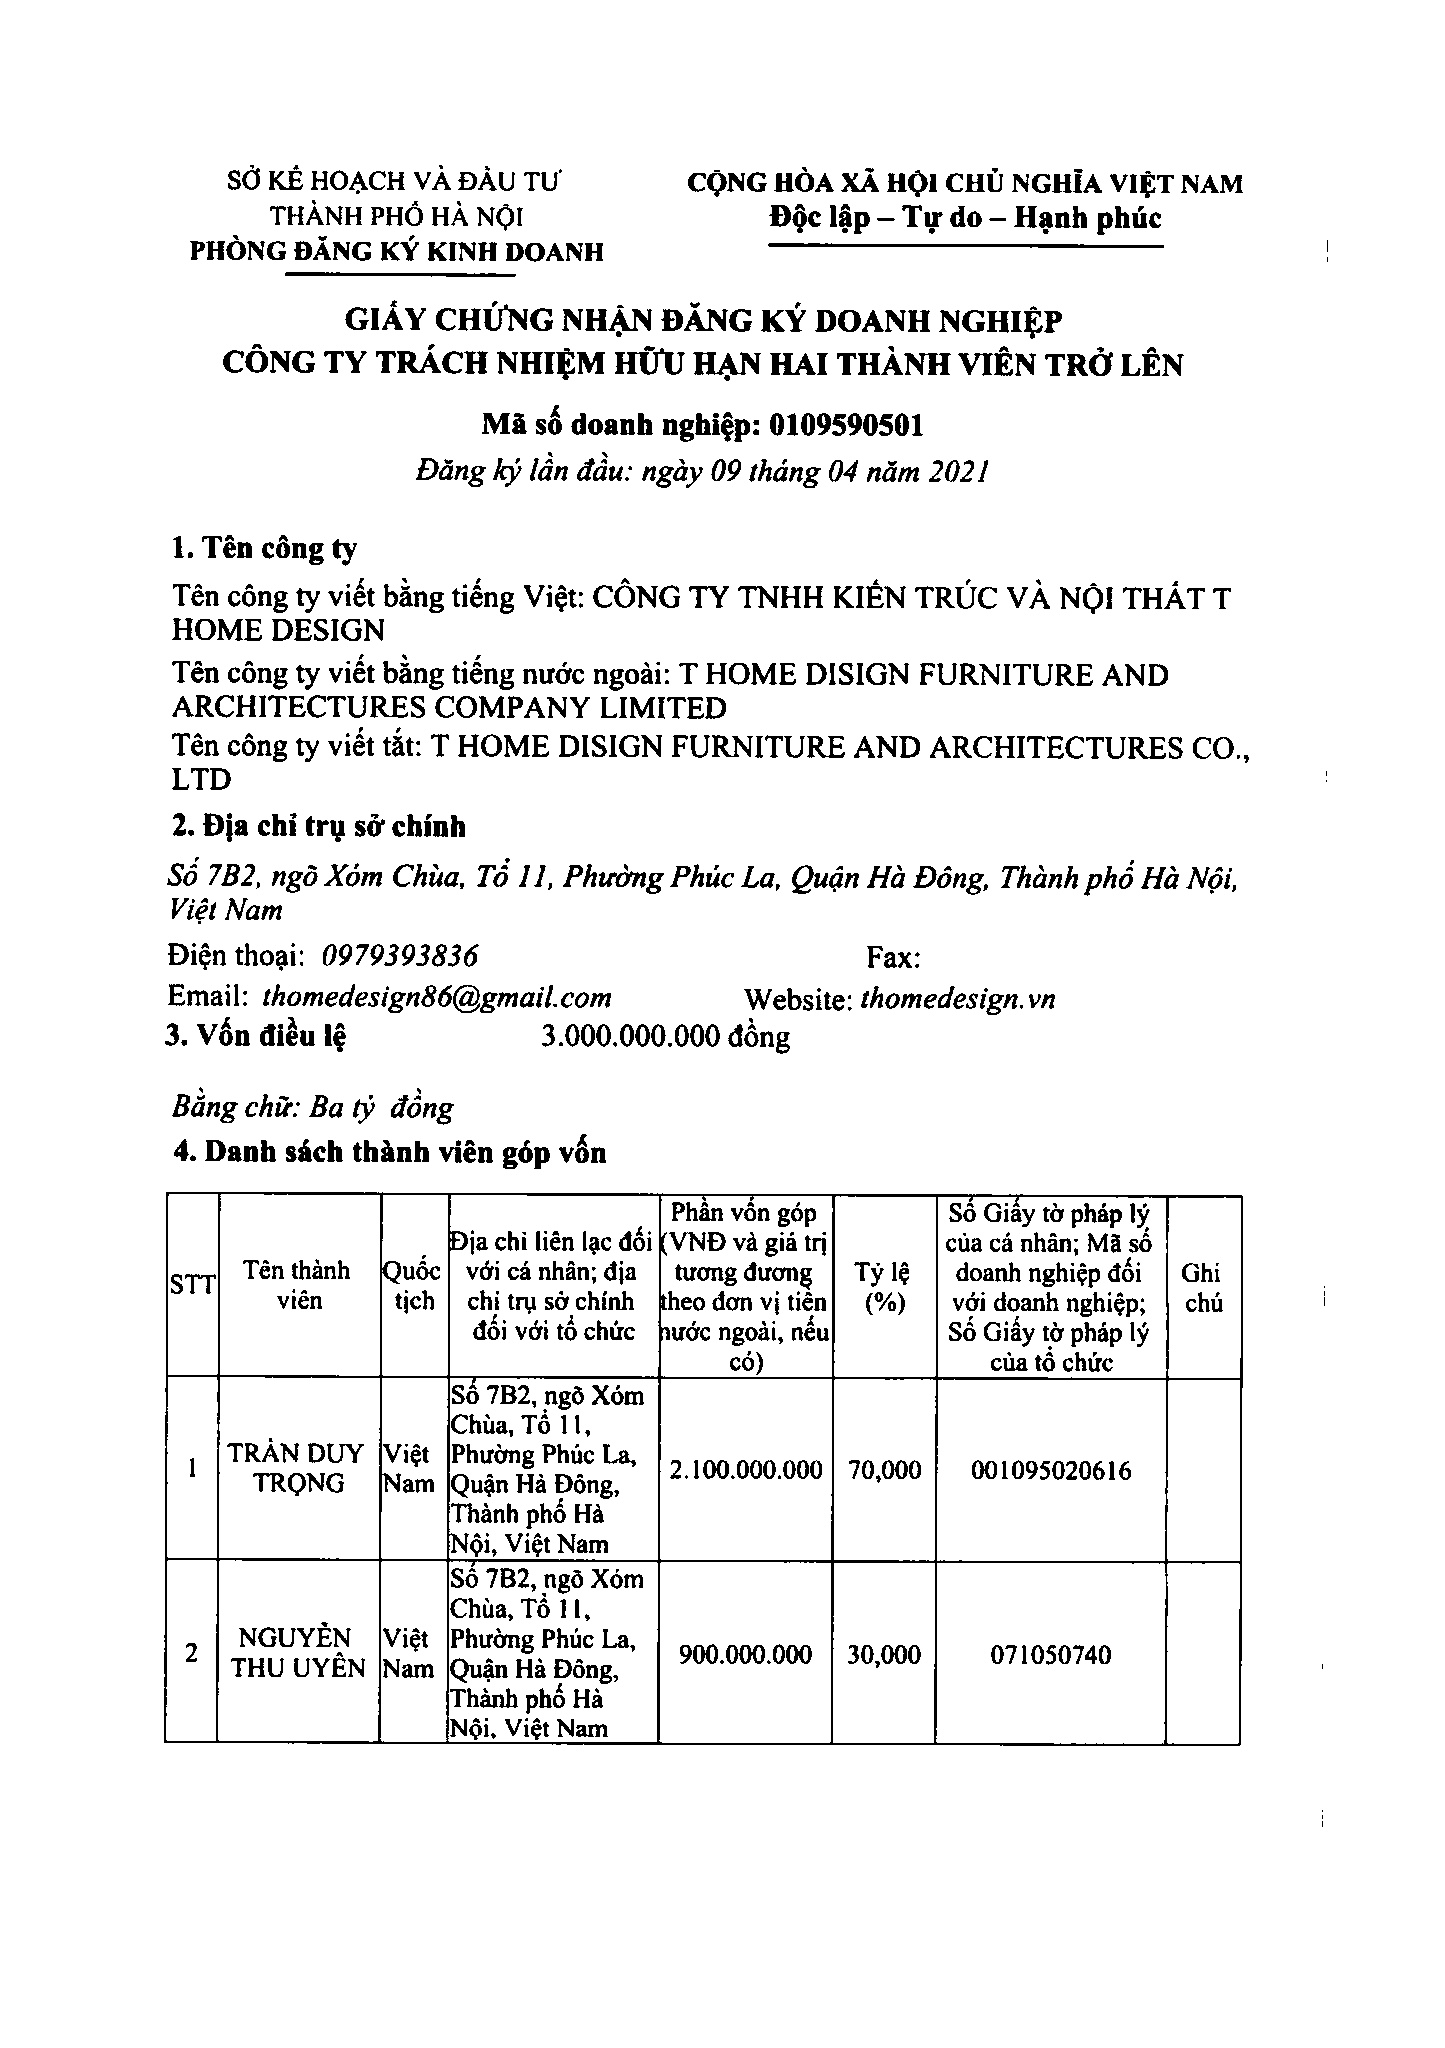 SỞ KẾ HOẠCH VÀ ĐẦU TƯ
THÀNH PHỐ HÀ NỘI
PHÒNG ĐĂNG KÝ KINH DOANH
CỘNG HÒA XÃ HỘI CHỦ NGHĨA VIỆT NAM
Độc lập – Tự do – Hạnh phúc
GIẤY CHỨNG NHẬN ĐĂNG KÝ DOANH NGHIỆP
CÔNG TY TRÁCH NHIỆM HỮU HẠN HAI THÀNH VIÊN TRỞ LÊN
Mã số doanh nghiệp: 0109590501
Đăng ký lần đầu: ngày 09 tháng 04 năm 2021
1. Tên công ty
Tên công ty viết bằng tiếng Việt: CÔNG TY TNHH KIẾN TRÚC VÀ NỘI THẤT T
HOME DESIGN
Tên công ty viết bằng tiếng nước ngoài: T HOME DISIGN FURNITURE AND
ARCHITECTURES COMPANY LIMITED
Tên công ty viết tắt: T HOME DISIGN FURNITURE AND ARCHITECTURES CO.,
LTD
2. Địa chỉ trụ sở chính
Số 7B2, ngõ Xóm Chùa, Tổ 11, Phường Phúc La, Quận Hà Đông, Thành phố Hà Nội,
Việt Nam
Điện thoại: 0979393836 Fax:
Email: thomedesign86@gmail.com Website: thomedesign.vn
3. Vốn điều lệ 3.000.000.000 đồng
Bằng chữ: Ba tỷ đồng
4. Danh sách thành viên góp vốn
STT
Tên thành
viên
Quốc
tịch
Địa chỉ liên lạc đối
với cá nhân; địa
chỉ trụ sở chính
đối với tổ chức
Phần vốn góp
(VNĐ và giá trị
tương đương
theo đơn vị tiền
nước ngoài, nếu
có)
Tỷ lệ
(%)
Số Giấy tờ pháp lý
của cá nhân; Mã số
doanh nghiệp đối
với doanh nghiệp;
Số Giấy tờ pháp lý
của tổ chức
Ghi
chú
1
TRẦN DUY
TRỌNG
Việt
Nam
Số 7B2, ngõ Xóm
Chùa, Tổ 11,
Phường Phúc La,
Quận Hà Đông,
Thành phố Hà
Nội, Việt Nam
2.100.000.000
70,000
001095020616
2
NGUYỄN
THU UYÊN
Việt
Nam
Số 7B2, ngõ Xóm
Chùa, Tổ 11,
Phường Phúc La,
Quận Hà Đông,
Thành phố Hà
Nội, Việt Nam
900.000.000
30,000
071050740